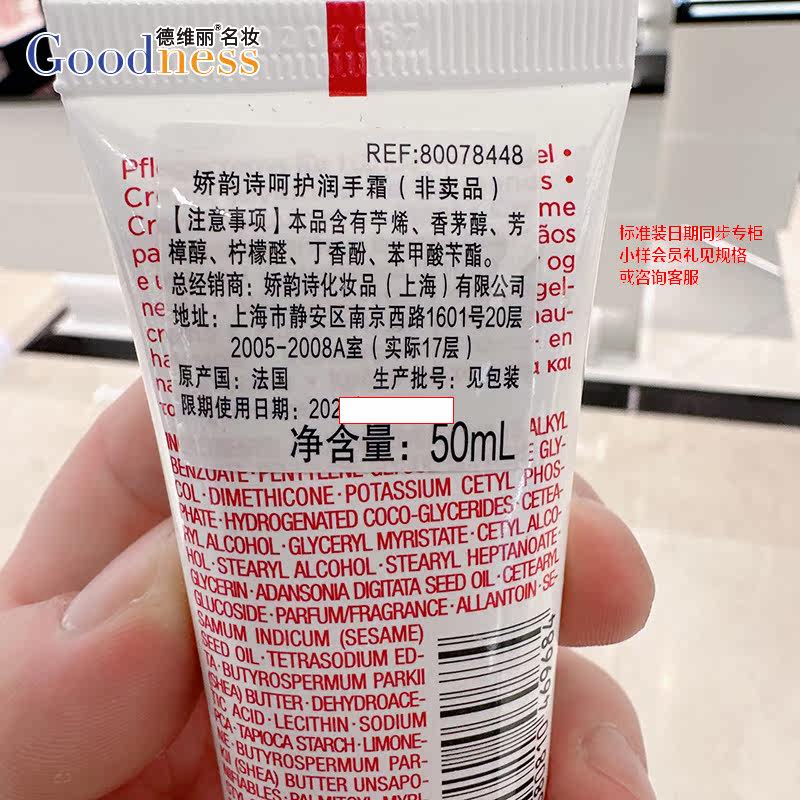 德维丽®名妆
Goodness
REF:80078448
娇韵诗呵护润手霜（非卖品）
【注意事项】本品含有苧烯、香茅醇、芳
樟醇、柠檬醛、丁香酚、苯甲酸苄酯。
总经销商：娇韵诗化妆品（上海）有限公司
地址：上海市静安区南京西路1601号20层
2005-2008A室（实际17层）
原产国：法国 生产批号：见包装
限期使用日期：202
净含量：50mL
标准装日期同步专柜
小样会员礼见规格
或咨询客服
ALKYL
BENZOATE·PENTYLENE GLYCOL
GLY-
COL·DIMETHICONE·POTASSIUM CETYL PHOS-
PHATE·HYDROGENATED COCO-GLYCERIDES·CETEA-
RYL ALCOHOL·GLYCERYL MYRISTATE·CETYL ALCO-
HOL·STEARYL ALCOHOL·STEARYL HEPTANOATE·
GLYCERIN·ADANSONIA DIGITATA SEED OIL·CETEARYL
GLUCOSIDE·PARFUM/FRAGRANCE·ALLANTOIN·SE-
SAMUM INDICUM (SESAME)
SEED OIL·TETRASODIUM ED-
TA·BUTYROSPERMUM PARKII
(SHEA) BUTTER·DEHYDROACE-
TIC ACID·LECITHIN·SODIUM
PCA·TAPIOCA STARCH·LIMONE-
NE·BUTYROSPERMUM PAR-
KII (SHEA) BUTTER UNSAPO-
NIFIABLES·PALMITOYL MYRI-